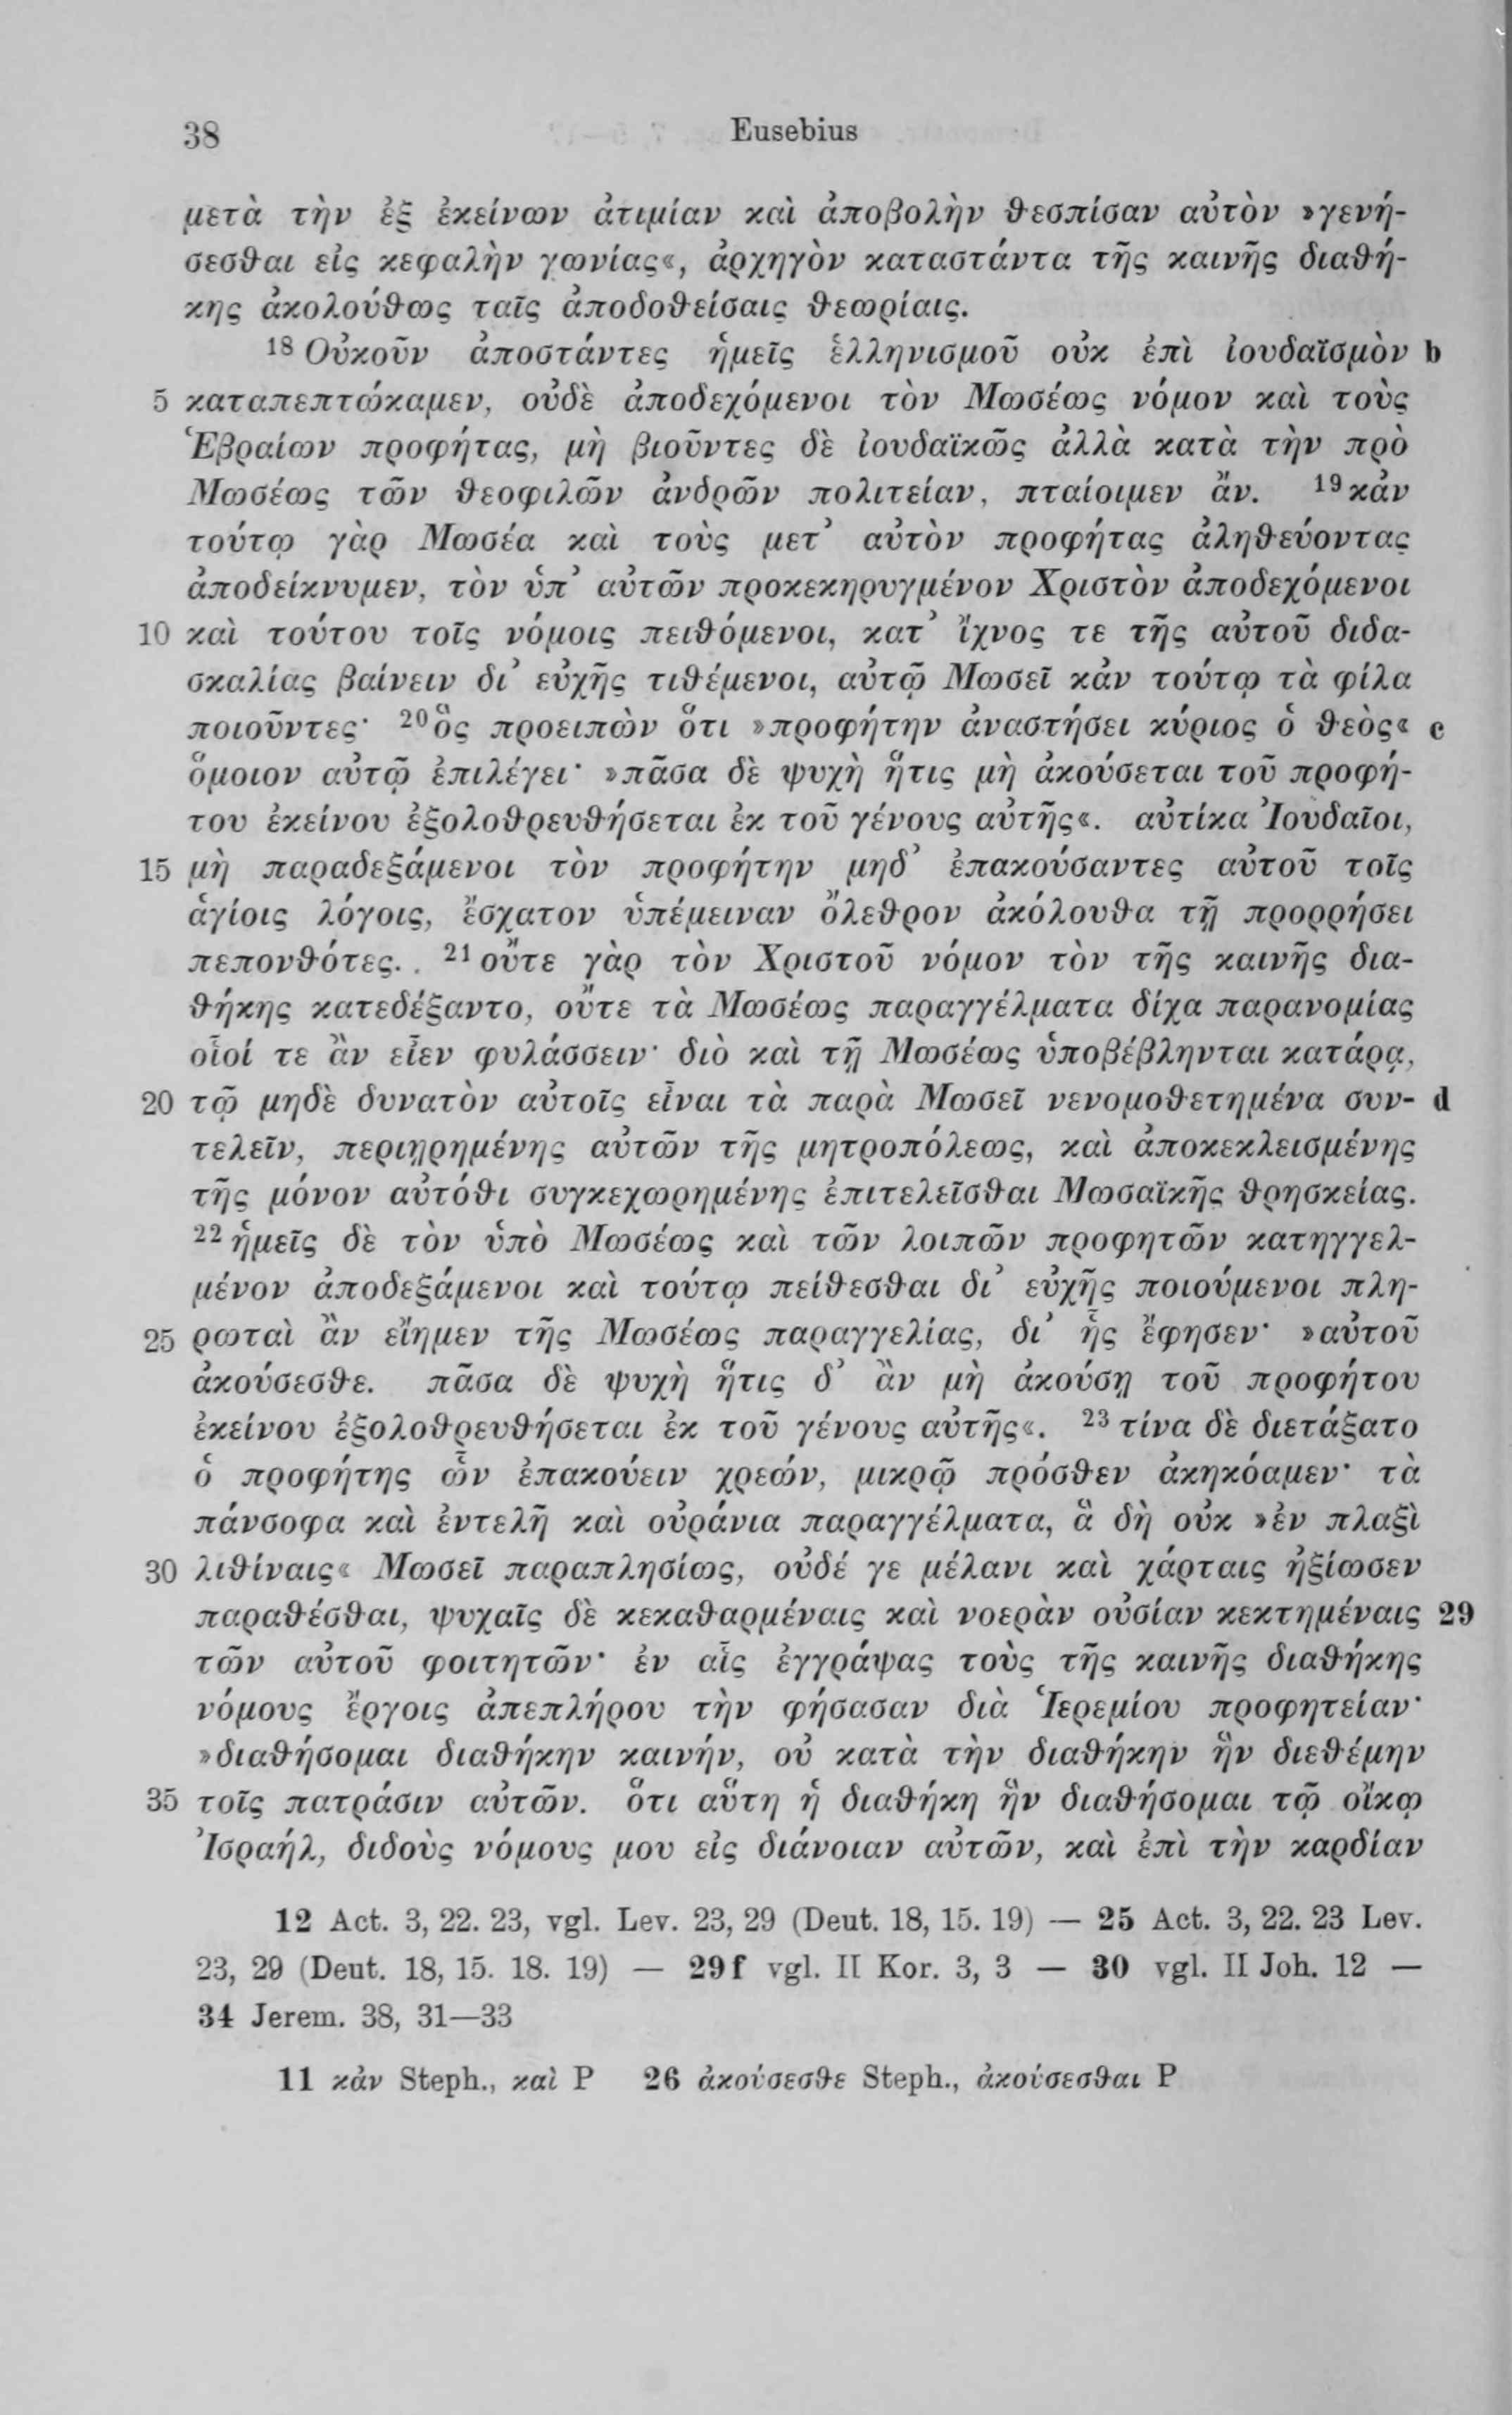 38 Eusebius
μετὰ τὴν ἐξ ἐκείνων ἀτιμίαν καὶ ἀποβολὴν θεσπίσαν αὐτὸν »γενή-
σεσθαι εἰς κεφαλὴν γωνίας«, ἀρχηγὸν καταστάντα τῆς καινῆς διαθή-
κης ἀκολούθως ταῖς ἀποδοθείσαις θεωρίαις.
18 Οὐκοῦν ἀποστάντες ἡμεῖς ἑλληνισμοῦ οὐκ ἐπὶ ἰουδαϊσμὸν b
5 καταπεπτώκαμεν, οὐδὲ ἀποδεχόμενοι τὸν Μωσέως νόμον καὶ τοὺς
Ἑβραίων προφήτας, μὴ βιοῦντες δὲ ἰουδαϊκῶς ἀλλὰ κατὰ τὴν πρὸ
Μωσέως τῶν θεοφιλῶν ἀνδρῶν πολιτείαν, πταίοιμεν ἄν. 19 κἀν
τούτῳ γὰρ Μωσέα καὶ τοὺς μετ’ αὐτὸν προφήτας ἀληθεύοντας
ἀποδείκνυμεν, τὸν ὑπ’ αὐτῶν προκεκηρυγμένον Χριστὸν ἀποδεχόμενοι
10 καὶ τούτου τοῖς νόμοις πειθόμενοι, κατ’ ἴχνος τε τῆς αὐτοῦ διδα-
σκαλίας βαίνειν δι’ εὐχῆς τιθέμενοι, αὐτῷ Μωσεῖ κἀν τούτῳ τὰ φίλα
ποιοῦντες· 20 ὃς προειπὼν ὅτι »προφήτην ἀναστήσει κύριος ὁ θεὸς« c
ὅμοιον αὐτῷ ἐπιλέγει· »πᾶσα δὲ ψυχὴ ἥτις μὴ ἀκούσεται τοῦ προφή-
του ἐκείνου ἐξολοθρευθήσεται ἐκ τοῦ γένους αὐτῆς«. αὐτίκα Ἰουδαῖοι,
15 μὴ παραδεξάμενοι τὸν προφήτην μηδ’ ἐπακούσαντες αὐτοῦ τοῖς
ἁγίοις λόγοις, ἔσχατον ὑπέμειναν ὄλεθρον ἀκόλουθα τῇ προρρήσει
πεπονθότες. 21 οὔτε γὰρ τὸν Χριστοῦ νόμον τὸν τῆς καινῆς δια-
θήκης κατεδέξαντο, οὔτε τὰ Μωσέως παραγγέλματα δίχα παρανομίας
οἷοί τε ἂν εἶεν φυλάσσειν· διὸ καὶ τῇ Μωσέως ὑποβέβληνται κατάρᾳ,
20 τῷ μηδὲ δυνατὸν αὐτοῖς εἶναι τὰ παρὰ Μωσεῖ νενομοθετημένα συν- d
τελεῖν, περιῃρημένης αὐτῶν τῆς μητροπόλεως, καὶ ἀποκεκλεισμένης
τῆς μόνον αὐτόθι συγκεχωρημένης ἐπιτελεῖσθαι Μωσαϊκῆς θρησκείας.
22 ἡμεῖς δὲ τὸν ὑπὸ Μωσέως καὶ τῶν λοιπῶν προφητῶν κατηγγελ-
μένον ἀποδεξάμενοι καὶ τούτῳ πείθεσθαι δι’ εὐχῆς ποιούμενοι πλη-
25 ρωταὶ ἂν εἴημεν τῆς Μωσέως παραγγελίας, δι’ ἧς ἔφησεν· »αὐτοῦ
ἀκούσεσθε. πᾶσα δὲ ψυχὴ ἥτις δ’ ἂν μὴ ἀκούσῃ τοῦ προφήτου
ἐκείνου ἐξολοθρευθήσεται ἐκ τοῦ γένους αὐτῆς«. 23 τίνα δὲ διετάξατο
ὁ προφήτης ὧν ἐπακούειν χρεών, μικρῷ πρόσθεν ἀκηκόαμεν· τὰ
πάνσοφα καὶ ἐντελῆ καὶ οὐράνια παραγγέλματα, ἃ δὴ οὐκ »ἐν πλαξὶ
30 λιθίναις« Μωσεῖ παραπλησίως, οὐδέ γε μέλανι καὶ χάρταις ἠξίωσεν
παραθέσθαι, ψυχαῖς δὲ κεκαθαρμέναις καὶ νοερὰν οὐσίαν κεκτημέναις 29
τῶν αὐτοῦ φοιτητῶν· ἐν αἷς ἐγγράψας τοὺς τῆς καινῆς διαθήκης
νόμους ἔργοις ἀπεπλήρου τὴν φήσασαν διὰ Ἱερεμίου προφητείαν·
»διαθήσομαι διαθήκην καινήν, οὐ κατὰ τὴν διαθήκην ἣν διεθέμην
35 τοῖς πατράσιν αὐτῶν. ὅτι αὕτη ἡ διαθήκη ἣν διαθήσομαι τῷ οἴκῳ
Ἰσραήλ, διδοὺς νόμους μου εἰς διάνοιαν αὐτῶν, καὶ ἐπὶ τὴν καρδίαν
12 Act. 3, 22. 23, vgl. Lev. 23, 29 (Deut. 18, 15. 19) — 25 Act. 3, 22. 23 Lev.
23, 29 (Deut. 18, 15. 18. 19) — 29 f vgl. II Kor. 3, 3 — 30 vgl. II Joh. 12 —
34 Jerem. 38, 31—33
11 κἀν Steph., καὶ P 26 ἀκούσεσθε Steph., ἀκούσεσθαι P